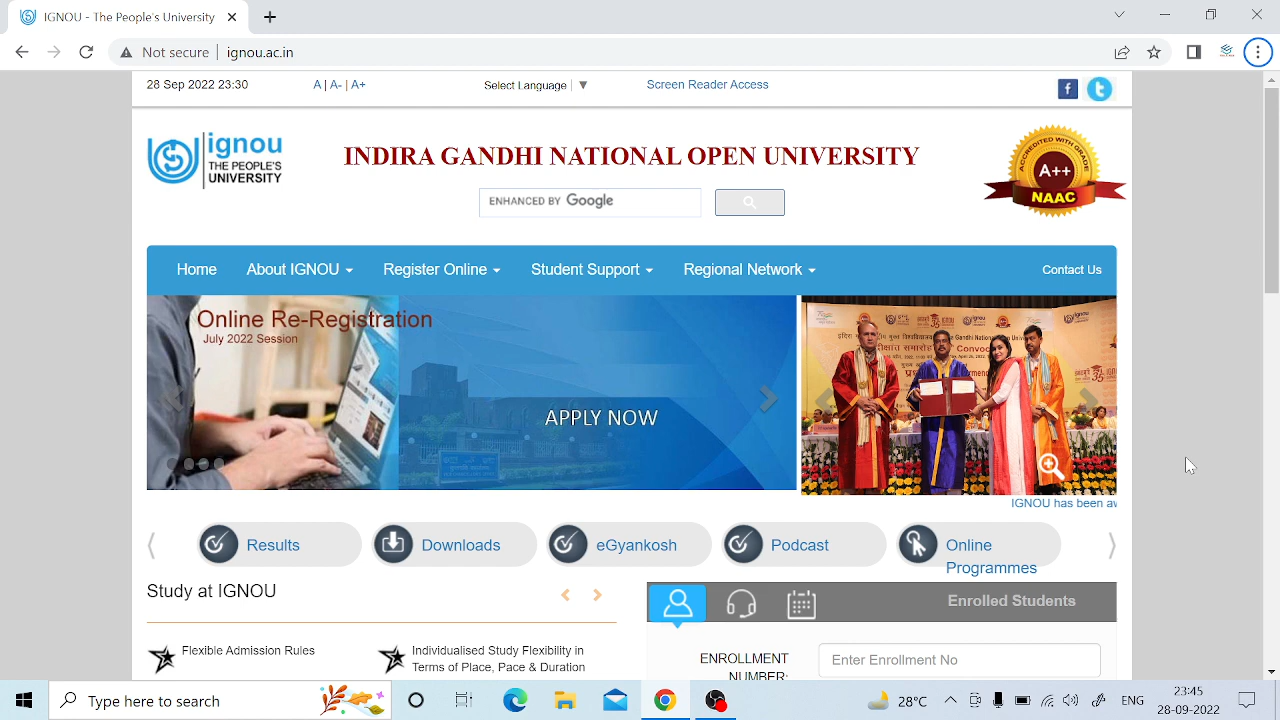 IGNOU - The People's University
Not secure
ignou.ac.in
28 Sep 2022 23:30
A | A- | A+
Select Language ▼
Screen Reader Access
ignou
THE PEOPLE'S
UNIVERSITY
INDIRA GANDHI NATIONAL OPEN UNIVERSITY
ENHANCED BY Google
ACCREDITED WITH GRADE
A++
NAAC
Home
About IGNOU
Register Online
Student Support
Regional Network
Contact Us
Online Re-Registration
July 2022 Session
APPLY NOW
IGNOU has been aw
Results
Downloads
eGyankosh
Podcast
Online
Programmes
Study at IGNOU
Enrolled Students
Flexible Admission Rules
Individualised Study Flexibility in
Terms of Place, Pace & Duration
ENROLLMENT
NUMBER:
Enter Enrollment No
Type here to search
28°C
ENG
23:45
28-09-2022